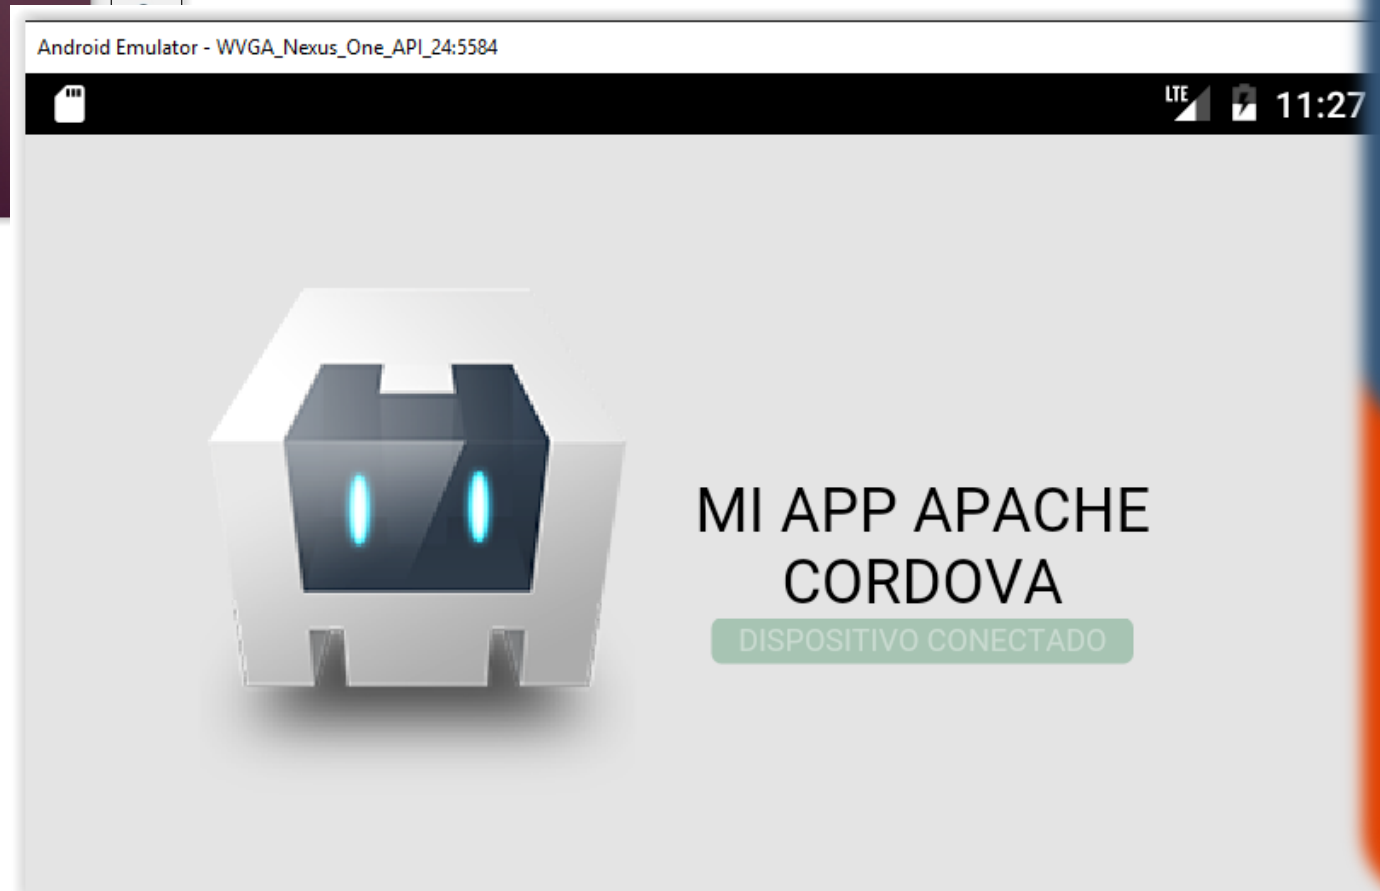 Android Emulator - WVGA_Nexus_One_API_24:5584
LTE 11:27
MI APP APACHE
CORDOVA
DISPOSITIVO CONECTADO